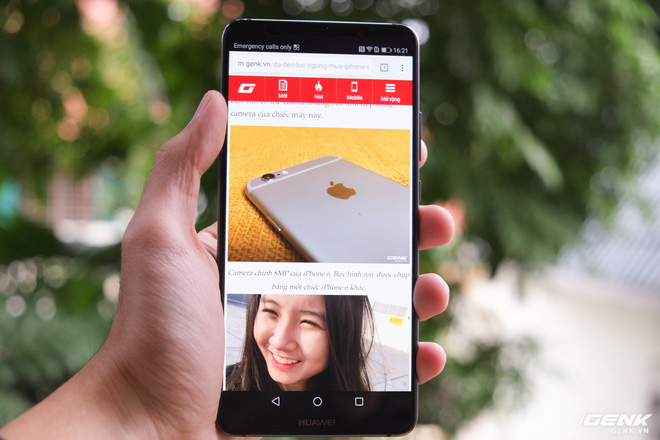 Emergency calls only
16:21
m.genk.vn/da-den-luc-ngung-mua-iphone-6
1
Mới
Hot
Mobile
Mở rộng
camera của chiếc máy này.
GENK
Camera chính 8MP của iPhone 6. Bức hình này được chụp
bằng một chiếc iPhone 6 khác.
HUAWEI
GENK
GENK.VN